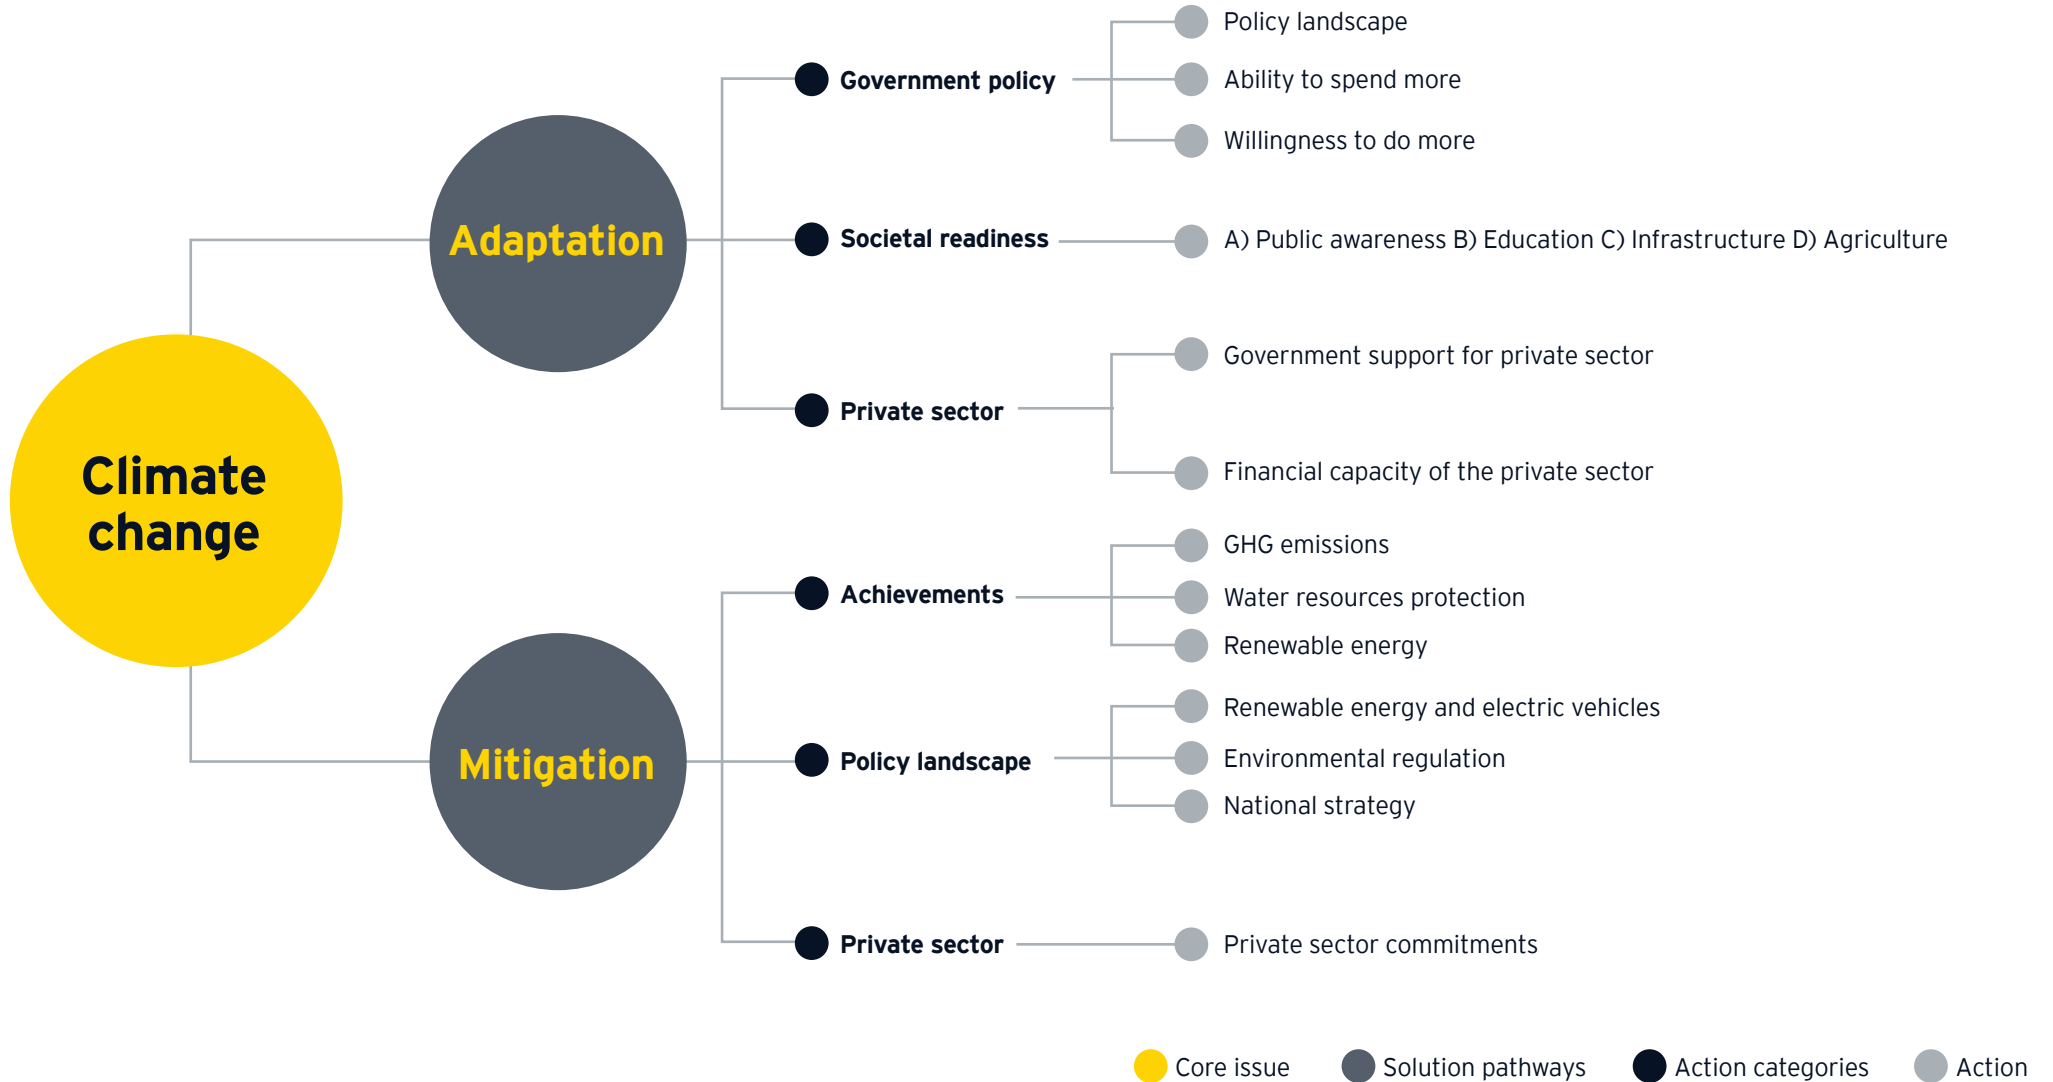 Climate
change
Adaptation
Government policy
Policy landscape
Ability to spend more
Willingness to do more
Societal readiness
A) Public awareness B) Education C) Infrastructure D) Agriculture
Private sector
Government support for private sector
Financial capacity of the private sector
Mitigation
Achievements
GHG emissions
Water resources protection
Renewable energy
Policy landscape
Renewable energy and electric vehicles
Environmental regulation
National strategy
Private sector
Private sector commitments
Core issue
Solution pathways
Action categories
Action